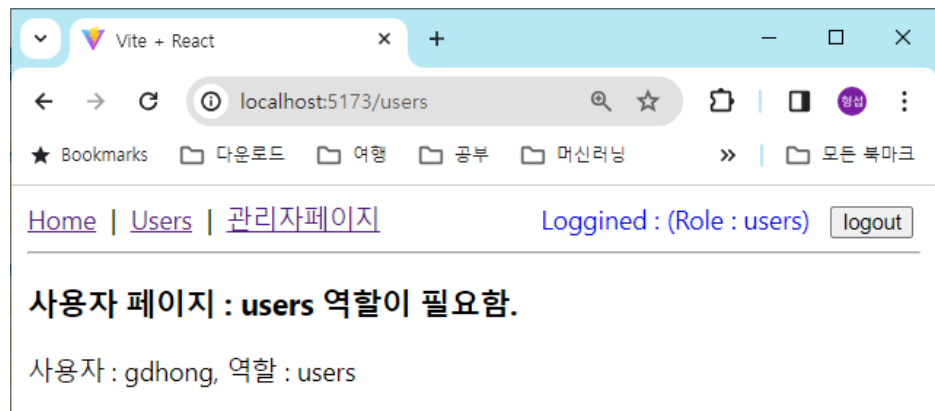 Vite + React
localhost:5173/users
형섭
Bookmarks 다운로드 여행 공부 머신러닝 » 모든 북마크
Home | Users | 관리자페이지 Loggined : (Role : users) logout
사용자 페이지 : users 역할이 필요함.
사용자 : gdhong, 역할 : users